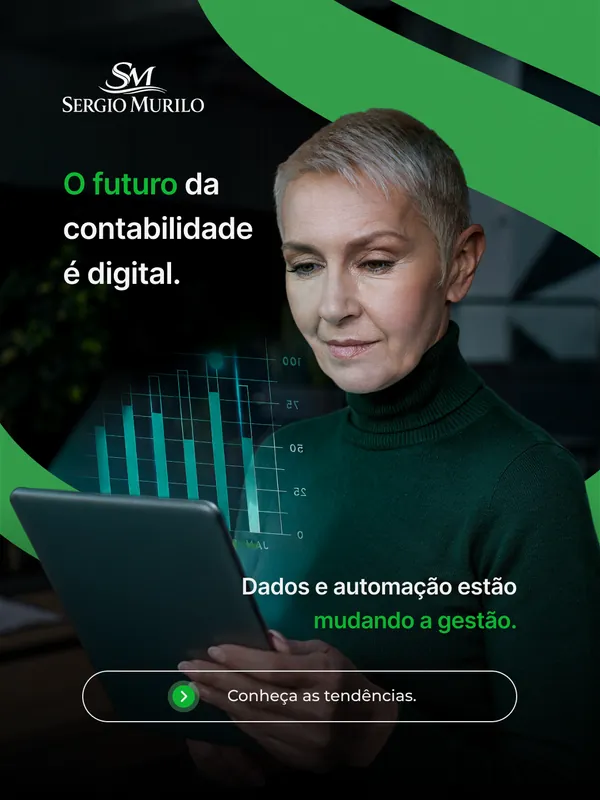 SM
SERGIO MURILO
O futuro da
contabilidade
é digital.
100
75
50
25
0
MAJ
Dados e automação estão
mudando a gestão.
Conheça as tendências.